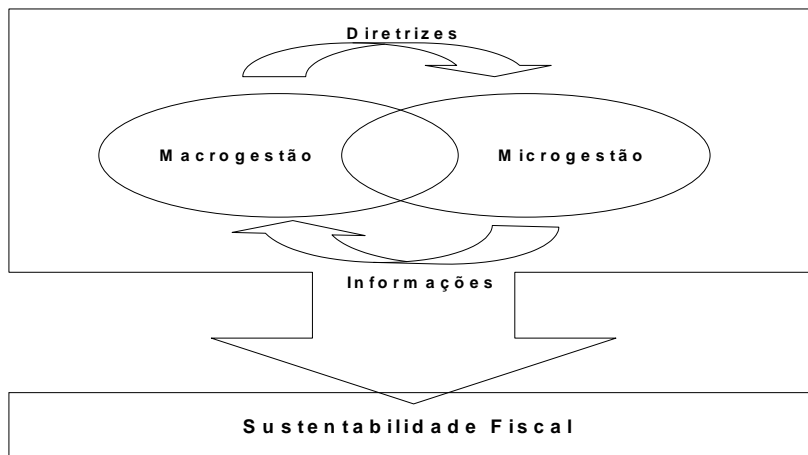 Diretrizes
Macrogestão Microgestão
Informações
Sustentabilidade Fiscal